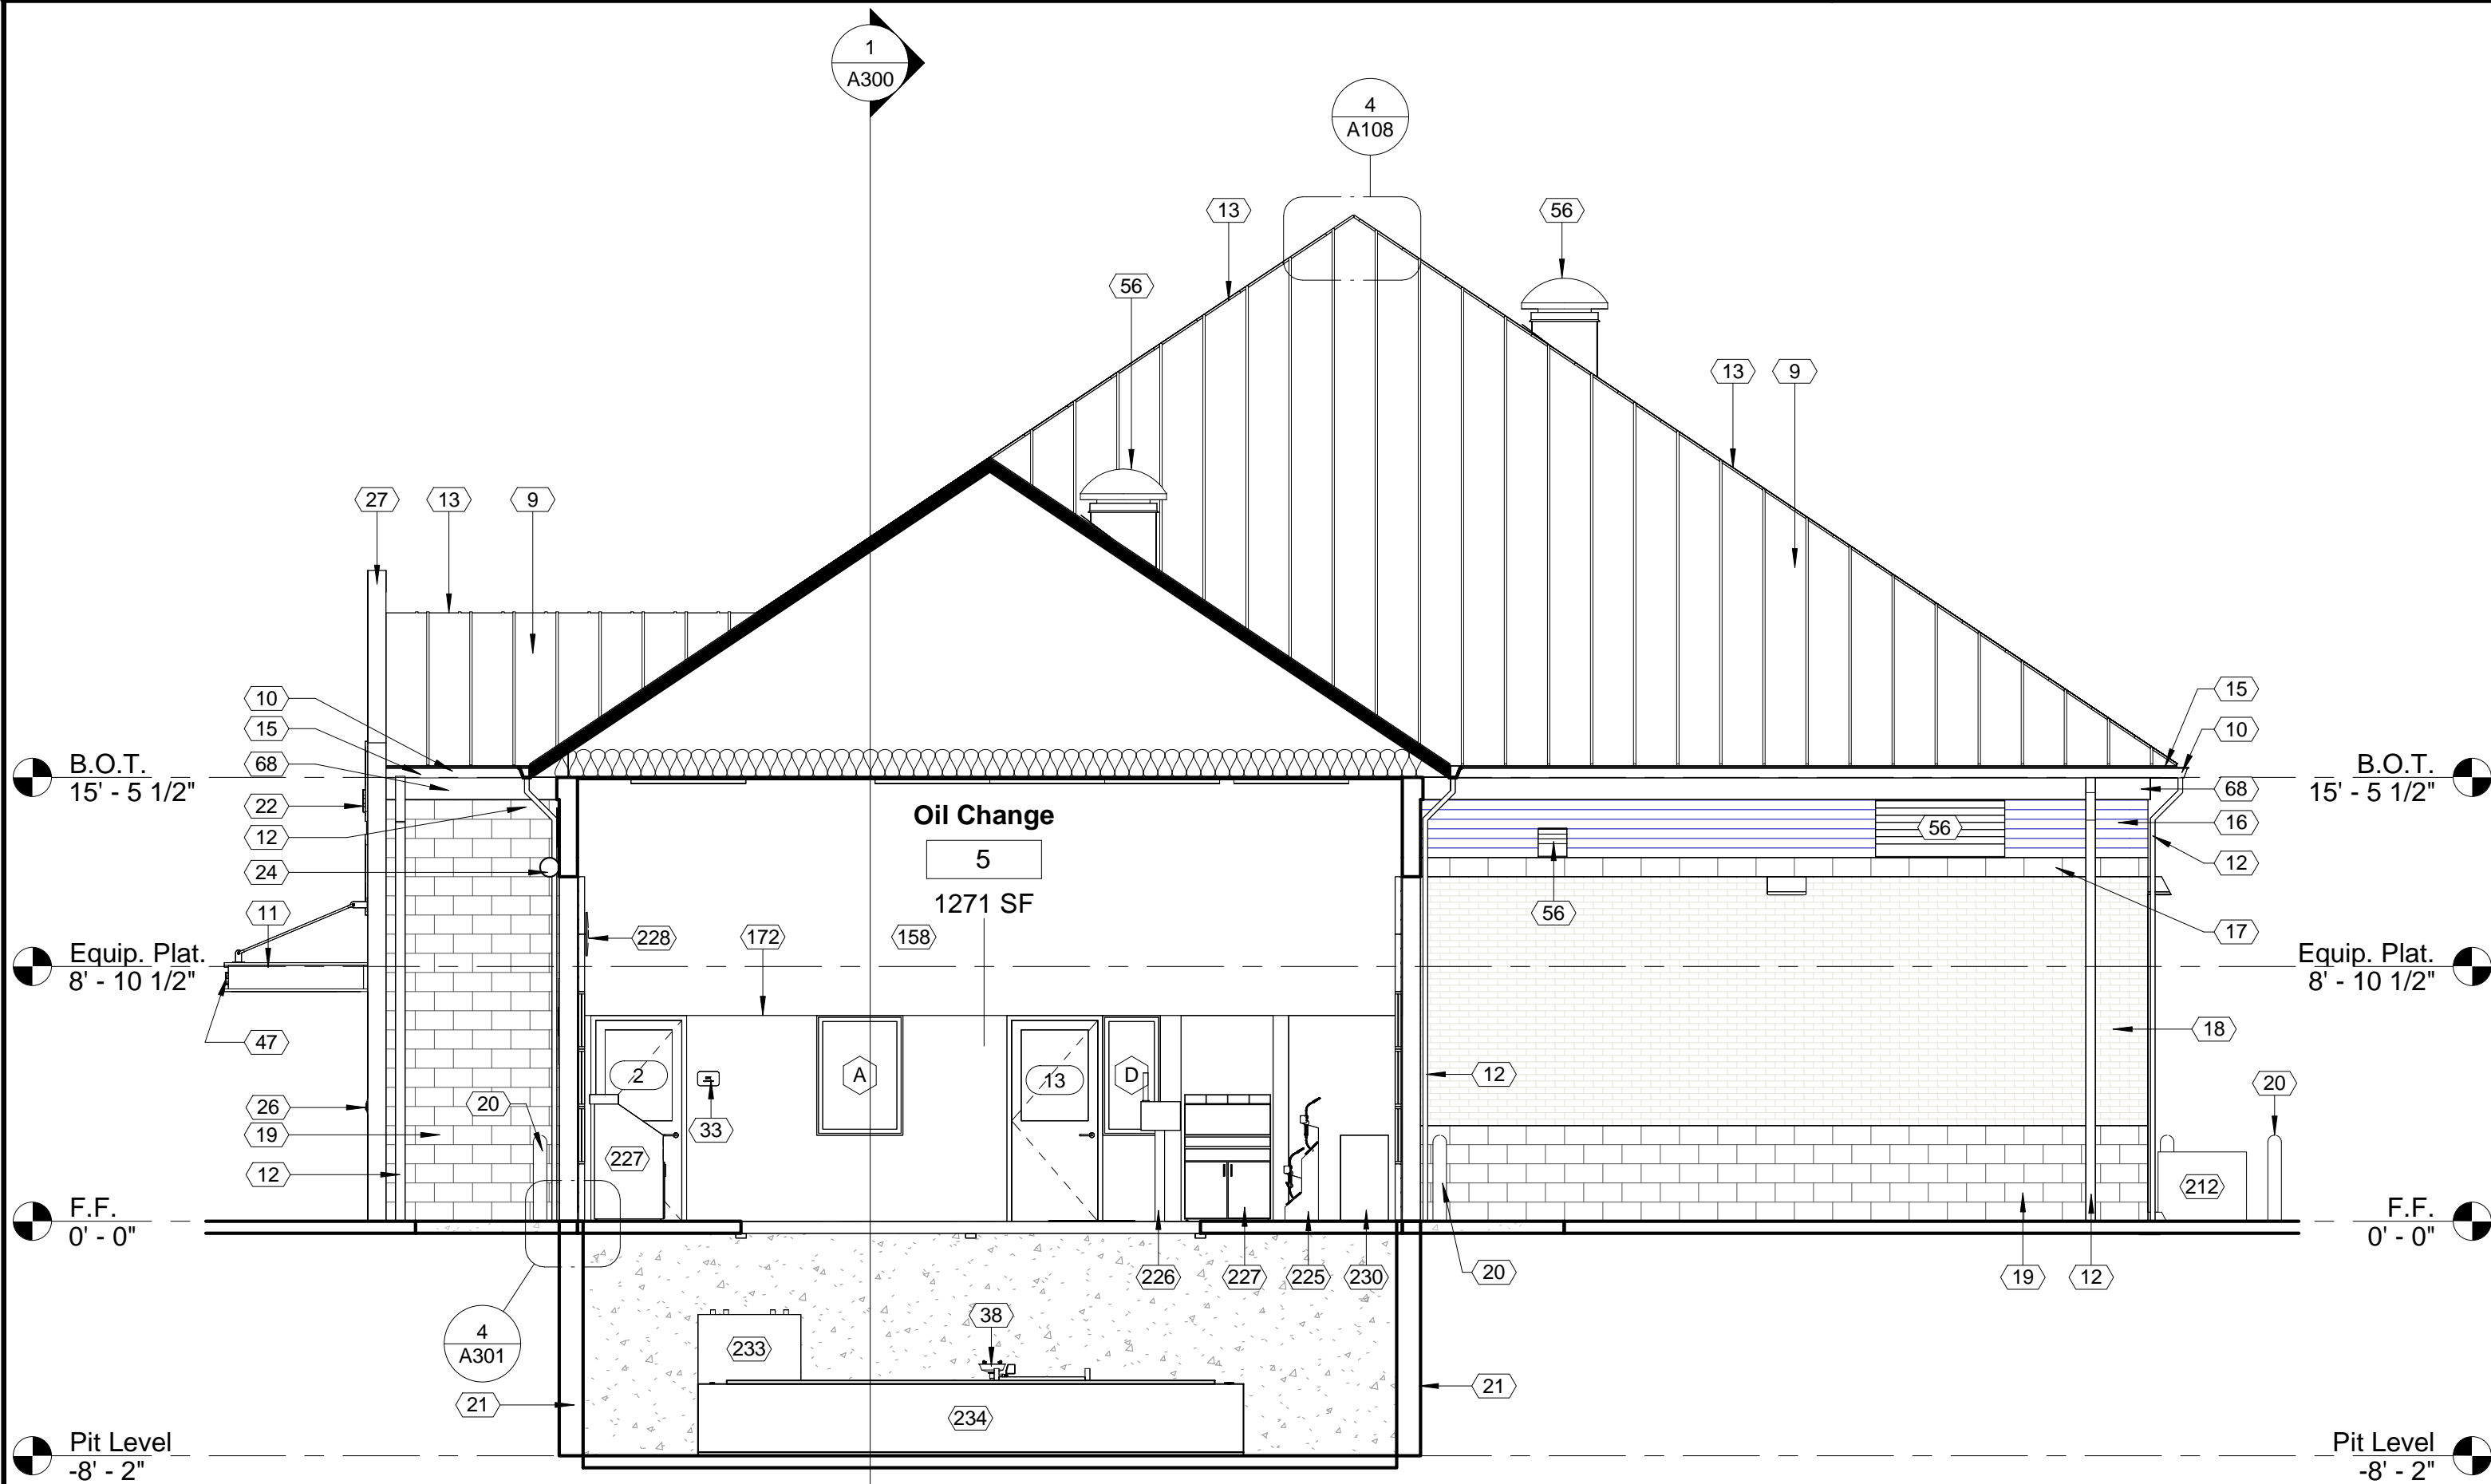 1
A300
4
A108
13
56
56
13
9
27
13
9
10
15
68
22
12
24
11
47
26
19
12
20
B.O.T.
15' - 5 1/2"
Equip. Plat.
8' - 10 1/2"
F.F.
0' - 0"
Pit Level
-8' - 2"
Oil Change
5
1271 SF
228
172
158
2
33
A
13
D
227
226
227
225
230
4
A301
21
233
38
234
21
15
10
68
16
12
17
18
20
56
56
12
20
212
19
12
B.O.T.
15' - 5 1/2"
Equip. Plat.
8' - 10 1/2"
F.F.
0' - 0"
Pit Level
-8' - 2"